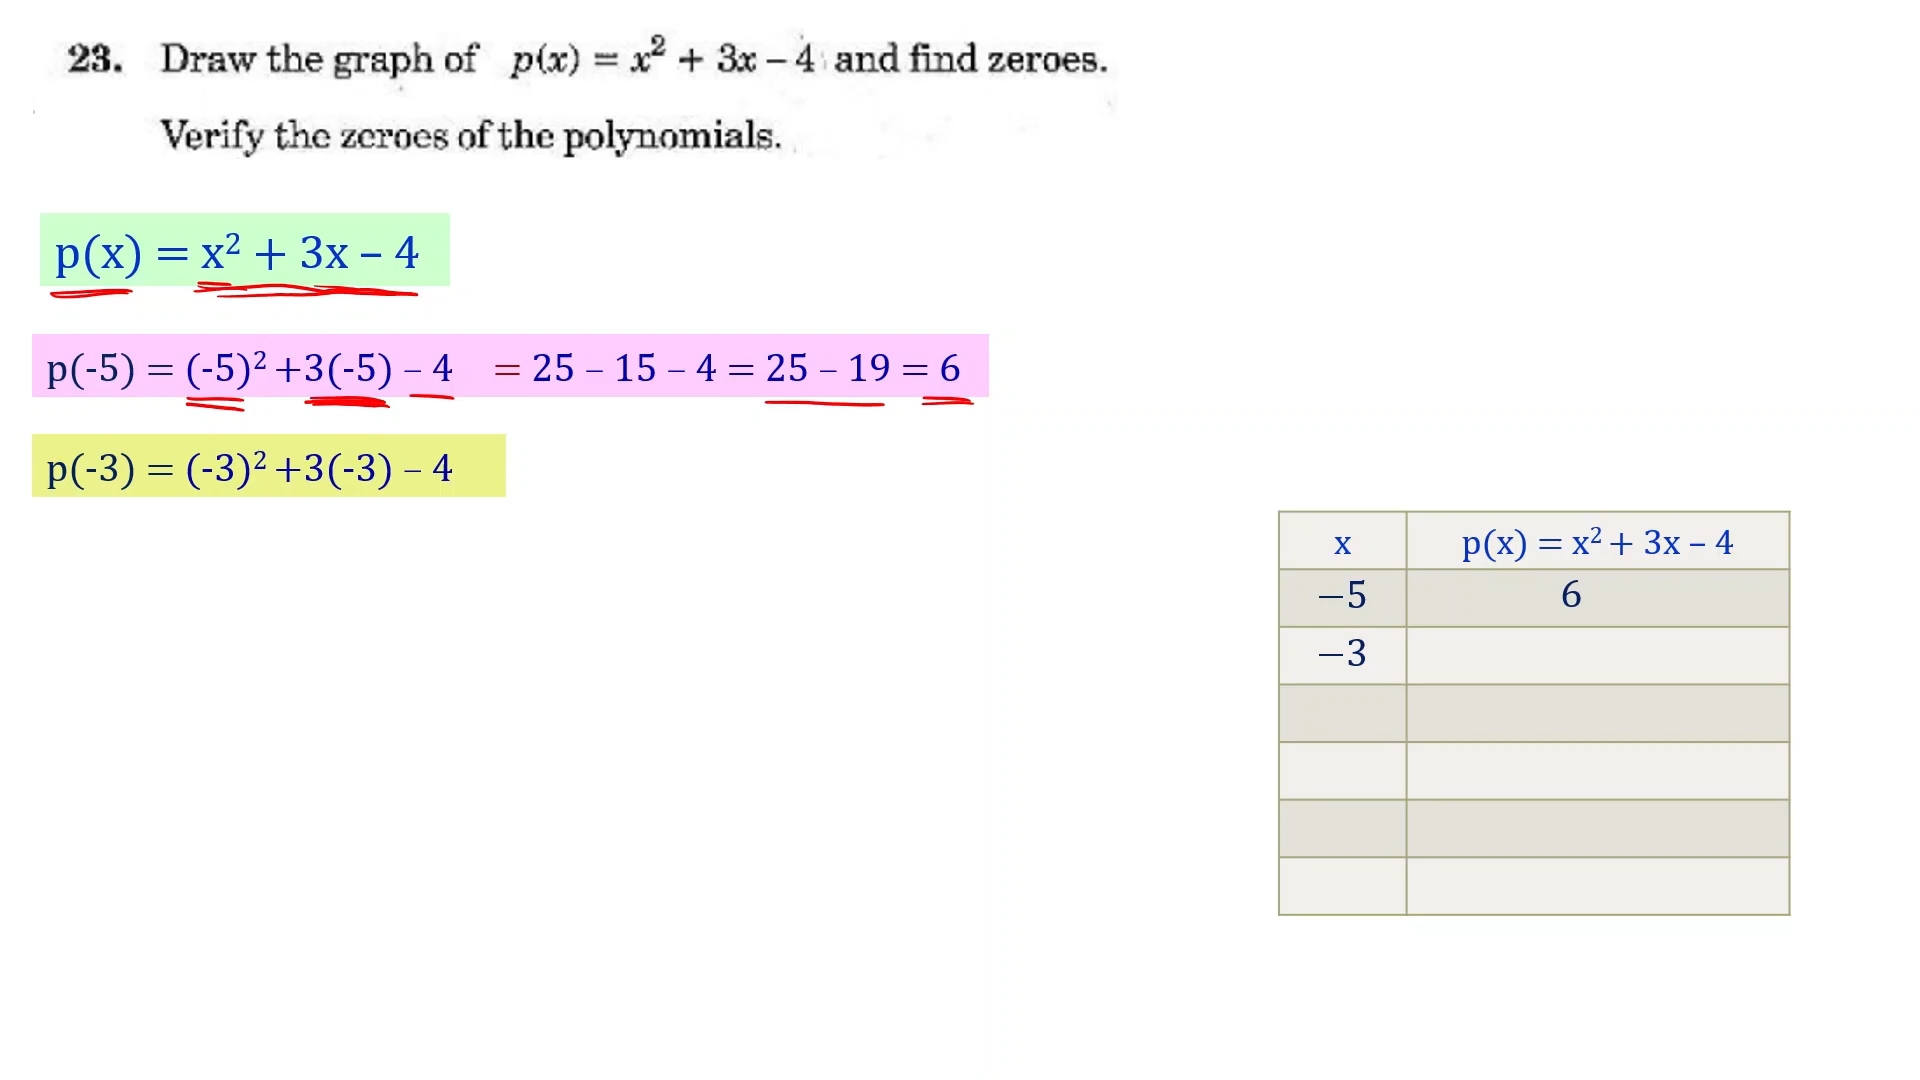 23. Draw the graph of p(x) = x² + 3x – 4 and find zeroes.
Verify the zeroes of the polynomials.
p(x) = x² + 3x – 4
p(-5) = (-5)² +3(-5) – 4 = 25 – 15 – 4 = 25 – 19 = 6
p(-3) = (-3)² +3(-3) – 4
x p(x) = x² + 3x – 4
−5 6
−3